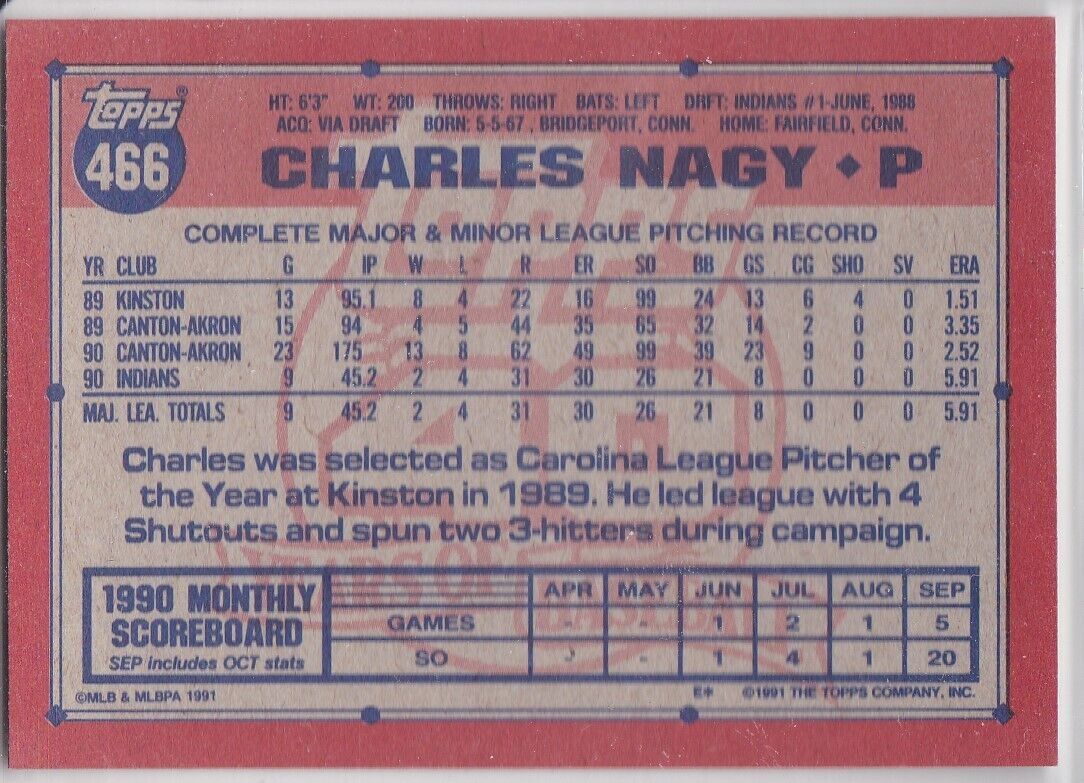 Topps®
466
HT: 6'3" WT: 200 THROWS: RIGHT BATS: LEFT DRFT: INDIANS #1-JUNE, 1988
ACQ: VIA DRAFT BORN: 5-5-67 , BRIDGEPORT, CONN. HOME: FAIRFIELD, CONN.
CHARLES NAGY ◆ P
COMPLETE MAJOR & MINOR LEAGUE PITCHING RECORD
YR CLUB G IP W L R ER SO BB GS CG SHO SV ERA
89 KINSTON 13 95.1 8 4 22 16 99 24 13 6 4 0 1.51
89 CANTON-AKRON 15 94 4 5 44 35 65 32 14 2 0 0 3.35
90 CANTON-AKRON 23 175 13 8 62 49 99 39 23 9 0 0 2.52
90 INDIANS 9 45.2 2 4 31 30 26 21 8 0 0 0 5.91
MAJ. LEA. TOTALS 9 45.2 2 4 31 30 26 21 8 0 0 0 5.91
Topps
40
Charles was selected as Carolina League Pitcher of
the Year at Kinston in 1989. He led league with 4
Shutouts and spun two 3-hitters during campaign.
YEARS OF
BASEBALL
1990 MONTHLY
SCOREBOARD
SEP includes OCT stats
APR MAY JUN JUL AUG SEP
GAMES - - 1 2 1 5
SO - - 1 4 1 20
©MLB & MLBPA 1991 E* ©1991 THE TOPPS COMPANY, INC.